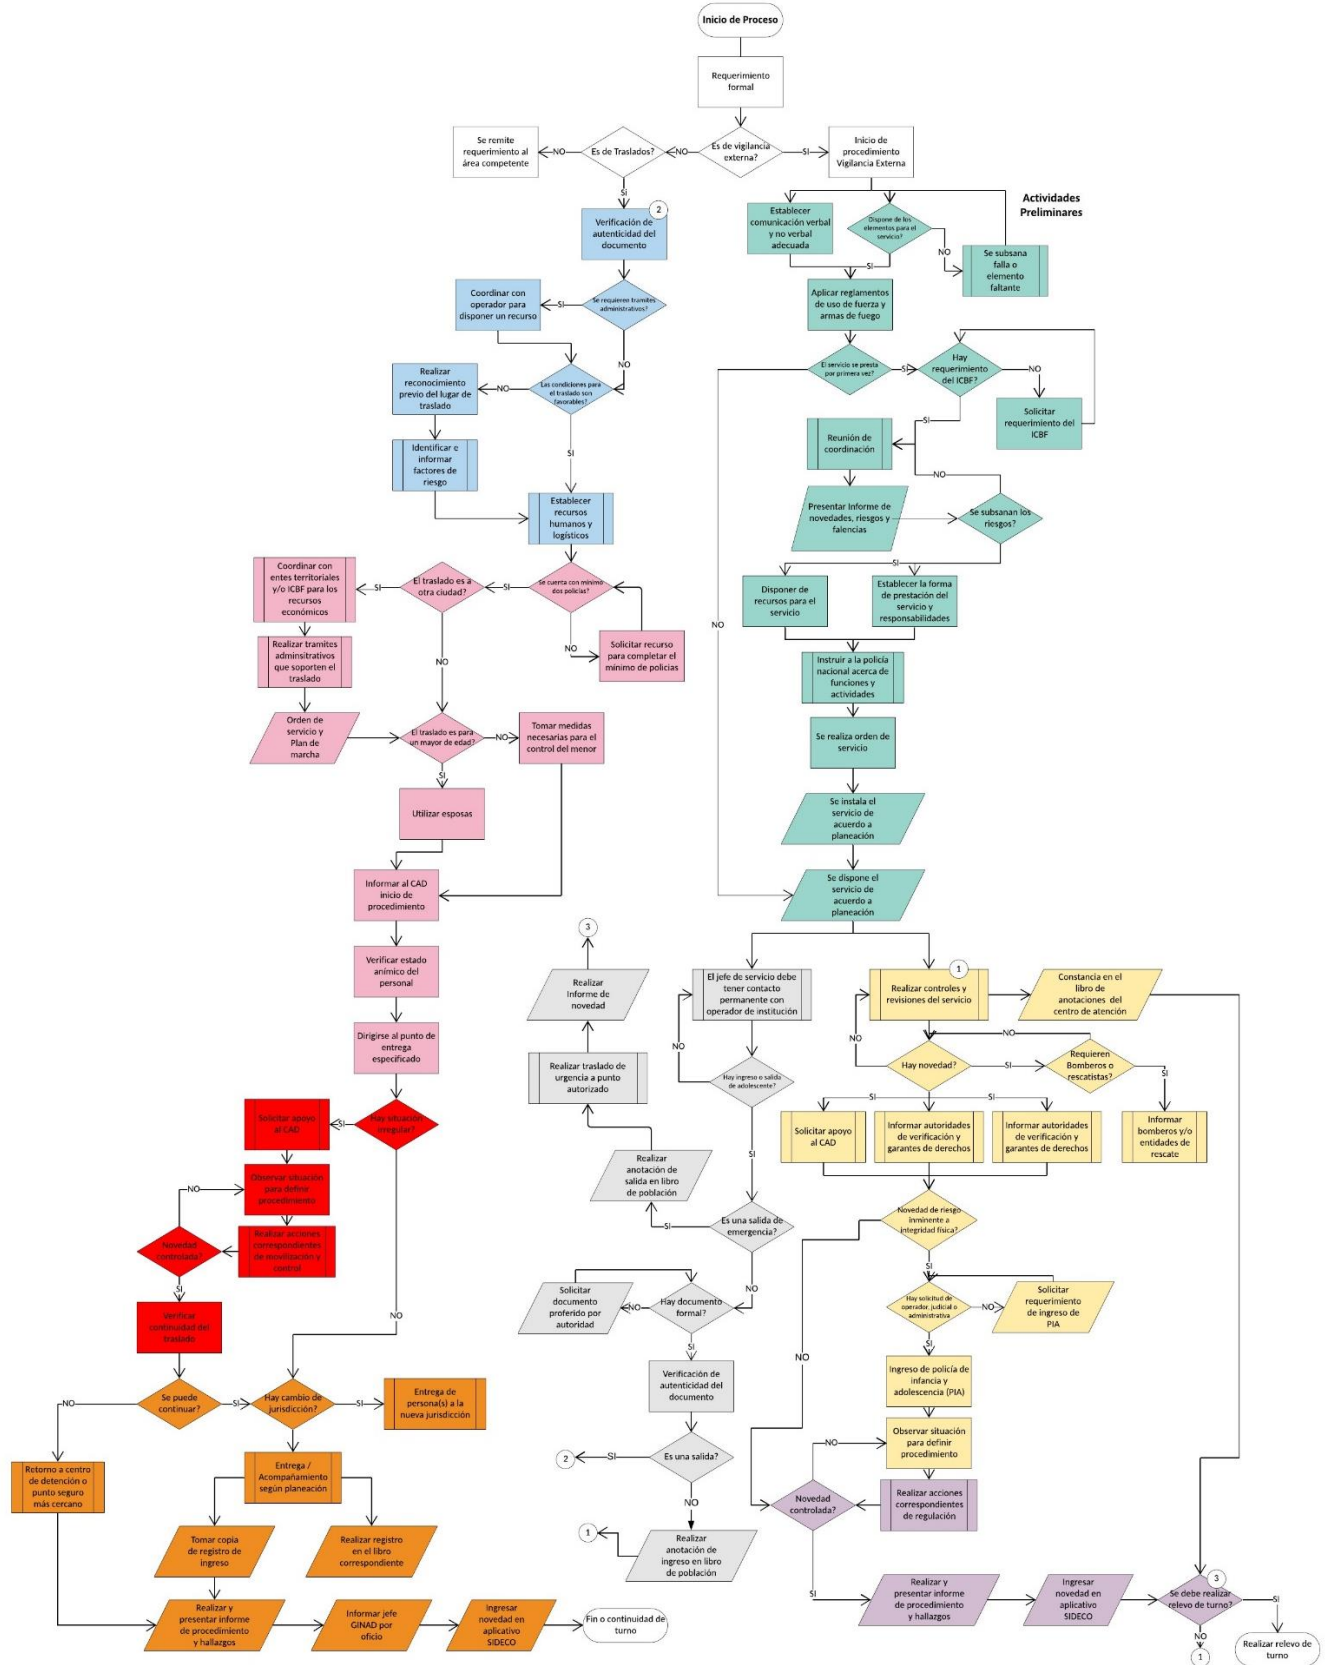 Inicio de Proceso
Requerimiento
formal
Se remite
requerimiento al
área competente
NO
Es de Traslados?
NO
Es de vigilancia
externa?
SI
Inicio de
procedimiento
Vigilancia Externa
Si
Actividades
Preliminares
2
Verificación de
autenticidad del
documento
Establecer
comunicación verbal
y no verbal
adecuada
Dispone de los
elementos para el
servicio?
NO
Se subsana
falla o
elemento
faltante
SI
Coordinar con
operador para
disponer un recurso
SI
Se requieren tramites
administrativos?
NO
Aplicar reglamentos
de uso de fuerza y
armas de fuego
Realizar
reconocimiento
previo del lugar de
traslado
NO
Las condiciones para
el traslado son
favorables?
El servicio se presta
por primera vez?
SI
Hay
requerimiento
del ICBF?
NO
Solicitar
requerimiento del
ICBF
SI
Identificar e
informar
factores de
riesgo
SI
Reunión de
coordinación
NO
Establecer
recursos
humanos y
logísticos
Presentar Informe de
novedades, riesgos y
falencias
Se subsanan los
riesgos?
SI
Coordinar con
entes territoriales
y/o ICBF para los
recursos
económicos
SI
El traslado es a
otra ciudad?
SI
Se cuenta con mínimo
dos policías?
Disponer de
recursos para el
servicio
Establecer la forma
de prestación del
servicio y
responsabilidades
NO
Realizar tramites
adminsitrativos
que soporten el
traslado
NO
NO
Solicitar recurso
para completar el
mínimo de policias
Instruir a la policía
nacional acerca de
funciones y
actividades
Orden de
servicio y
Plan de
marcha
El traslado es para
un mayor de edad?
NO
Tomar medidas
necesarias para el
control del menor
Se realiza orden de
servicio
SI
Utilizar esposas
Se instala el
servicio de
acuerdo a
planeación
Informar al CAD
inicio de
procedimiento
Se dispone el
servicio de
acuerdo a
planeación
3
Verificar estado
anímico del
personal
Realizar
Informe de
novedad
El jefe de servicio debe
tener contacto
permanente con
operador de institución
1
Realizar controles y
revisiones del servicio
Constancia en el
libro de
anotaciones del
centro de atención
Dirigirse al punto de
entrega
especificado
NO
NO
NO
Realizar traslado de
urgencia a punto
autorizado
Hay ingreso o salida
de adolescente?
Hay novedad?
SI
Requieren
Bomberos o
rescatistas?
SI
Solicitar apoyo
al CAD
SI
Hay situación
irregular?
SI
SI
Solicitar apoyo
al CAD
Informar autoridades
de verificación y
garantes de derechos
Informar autoridades
de verificación y
garantes de derechos
Informar
bomberos y/o
entidades de
rescate
SI
Realizar
anotación de
salida en libro
de población
NO
Observar situación
para definir
procedimiento
SI
Es una salida de
emergencia?
Novedad de riesgo
inminente a
integridad física?
Novedad controlada?
Realizar acciones
correspondientes
de movilización y
control
SI
SI
NO
Verificar
continuidad del
traslado
NO
Solicitar
documento
proferido por
autoridad
NO
Hay documento
formal?
Hay solicitud de
operador, judicial o
administrativa
NO
Solicitar
requerimiento
de ingreso de
PIA
SI
SI
NO
Se puede
continuar?
SI
Hay cambio de
jurisdicción?
SI
Entrega de
persona(s) a la
nueva jurisdicción
Verificación de
autenticidad del
documento
NO
Ingreso de policía de
infancia y
adolescencia (PIA)
Retorno a centro
de detención o
punto seguro
más cercano
Entrega /
Acompañamiento
según planeación
2
SI
Es una salida?
NO
Observar situación
para definir
procedimiento
NO
Novedad
controlada?
Realizar acciones
correspondientes
de regulación
Tomar copia
de registro de
ingreso
Realizar registro
en el libro
correspondiente
1
Realizar
anotación de
ingreso en libro
de población
SI
Realizar y
presentar informe
de procedimiento
y hallazgos
Informar jefe
GINAD por
oficio
Ingresar
novedad en
aplicativo
SIDECO
Fin o continuidad de
turno
Realizar y
presentar informe
de procedimiento
y hallazgos
Ingresar
novedad en
aplicativo
SIDECO
3
Se debe realizar
relevo de turno?
SI
NO
1
Realizar relevo de
turno